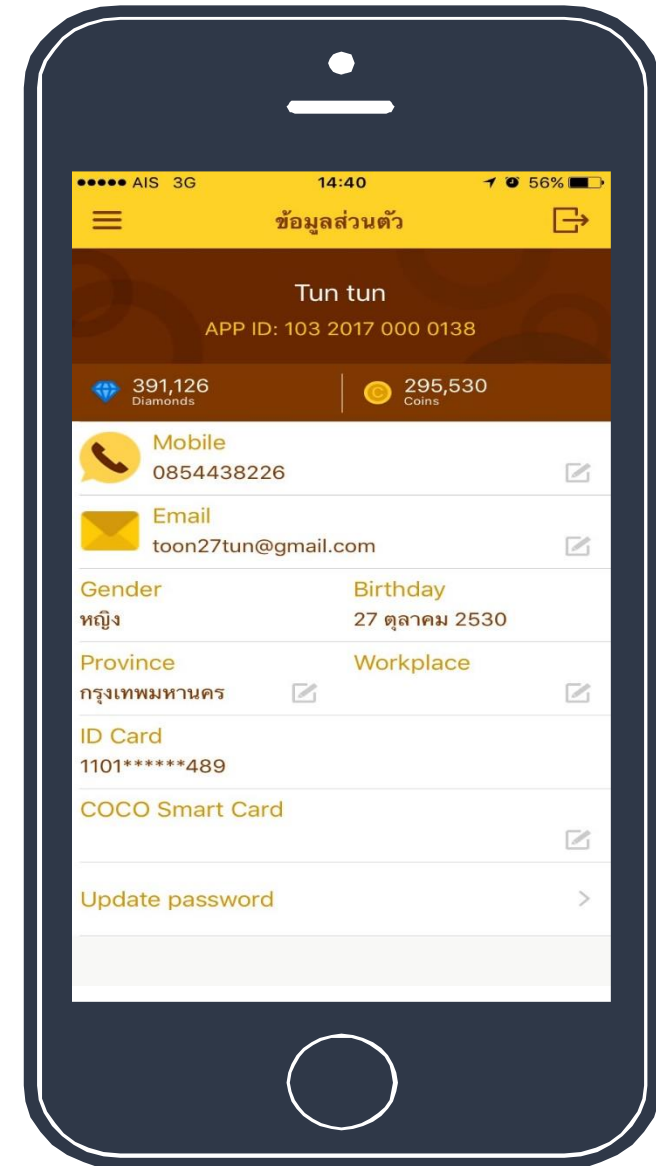 AIS 3G 14:40 56%
ข้อมูลส่วนตัว
Tun tun
APP ID: 103 2017 000 0138
391,126 295,530
Diamonds Coins
Mobile
0854438226
Email
toon27tun@gmail.com
Gender Birthday
หญิง 27 ตุลาคม 2530
Province Workplace
กรุงเทพมหานคร
ID Card
1101******489
COCO Smart Card
Update password